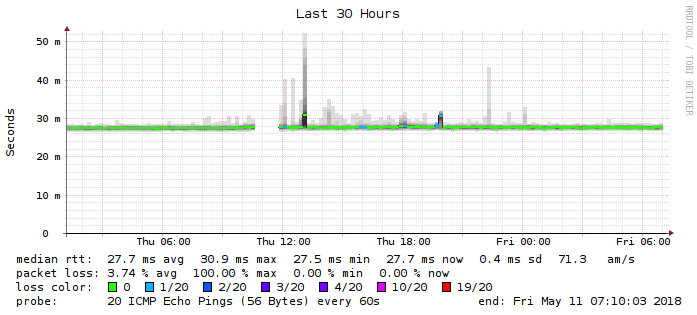 Last 30 Hours
RRDTOOL / TOBI OETIKER
Seconds
50 m
40 m
30 m
20 m
10 m
0
Thu 06:00 Thu 12:00 Thu 18:00 Fri 00:00 Fri 06:00
median rtt: 27.7 ms avg 30.9 ms max 27.5 ms min 27.7 ms now 0.4 ms sd 71.3 am/s
packet loss: 3.74 % avg 100.00 % max 0.00 % min 0.00 % now
loss color: 0 1/20 2/20 3/20 4/20 10/20 19/20
probe: 20 ICMP Echo Pings (56 Bytes) every 60s end: Fri May 11 07:10:03 2018